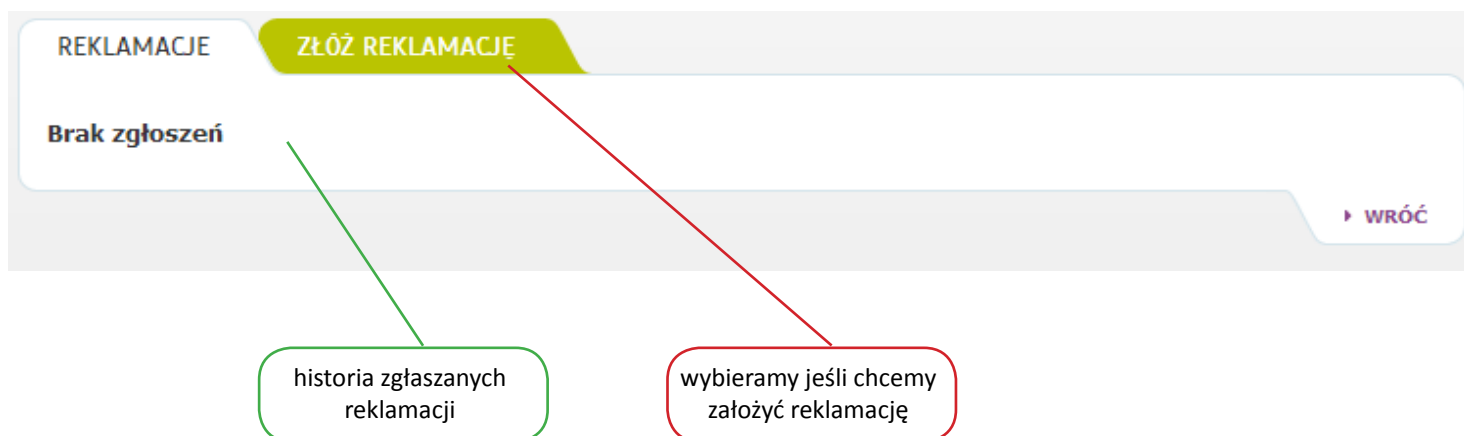 REKLAMACJE
ZŁÓŻ REKLAMACJĘ
Brak zgłoszeń
WRÓĆ
historia zgłaszanych
reklamacji
wybieramy jeśli chcemy
założyć reklamację